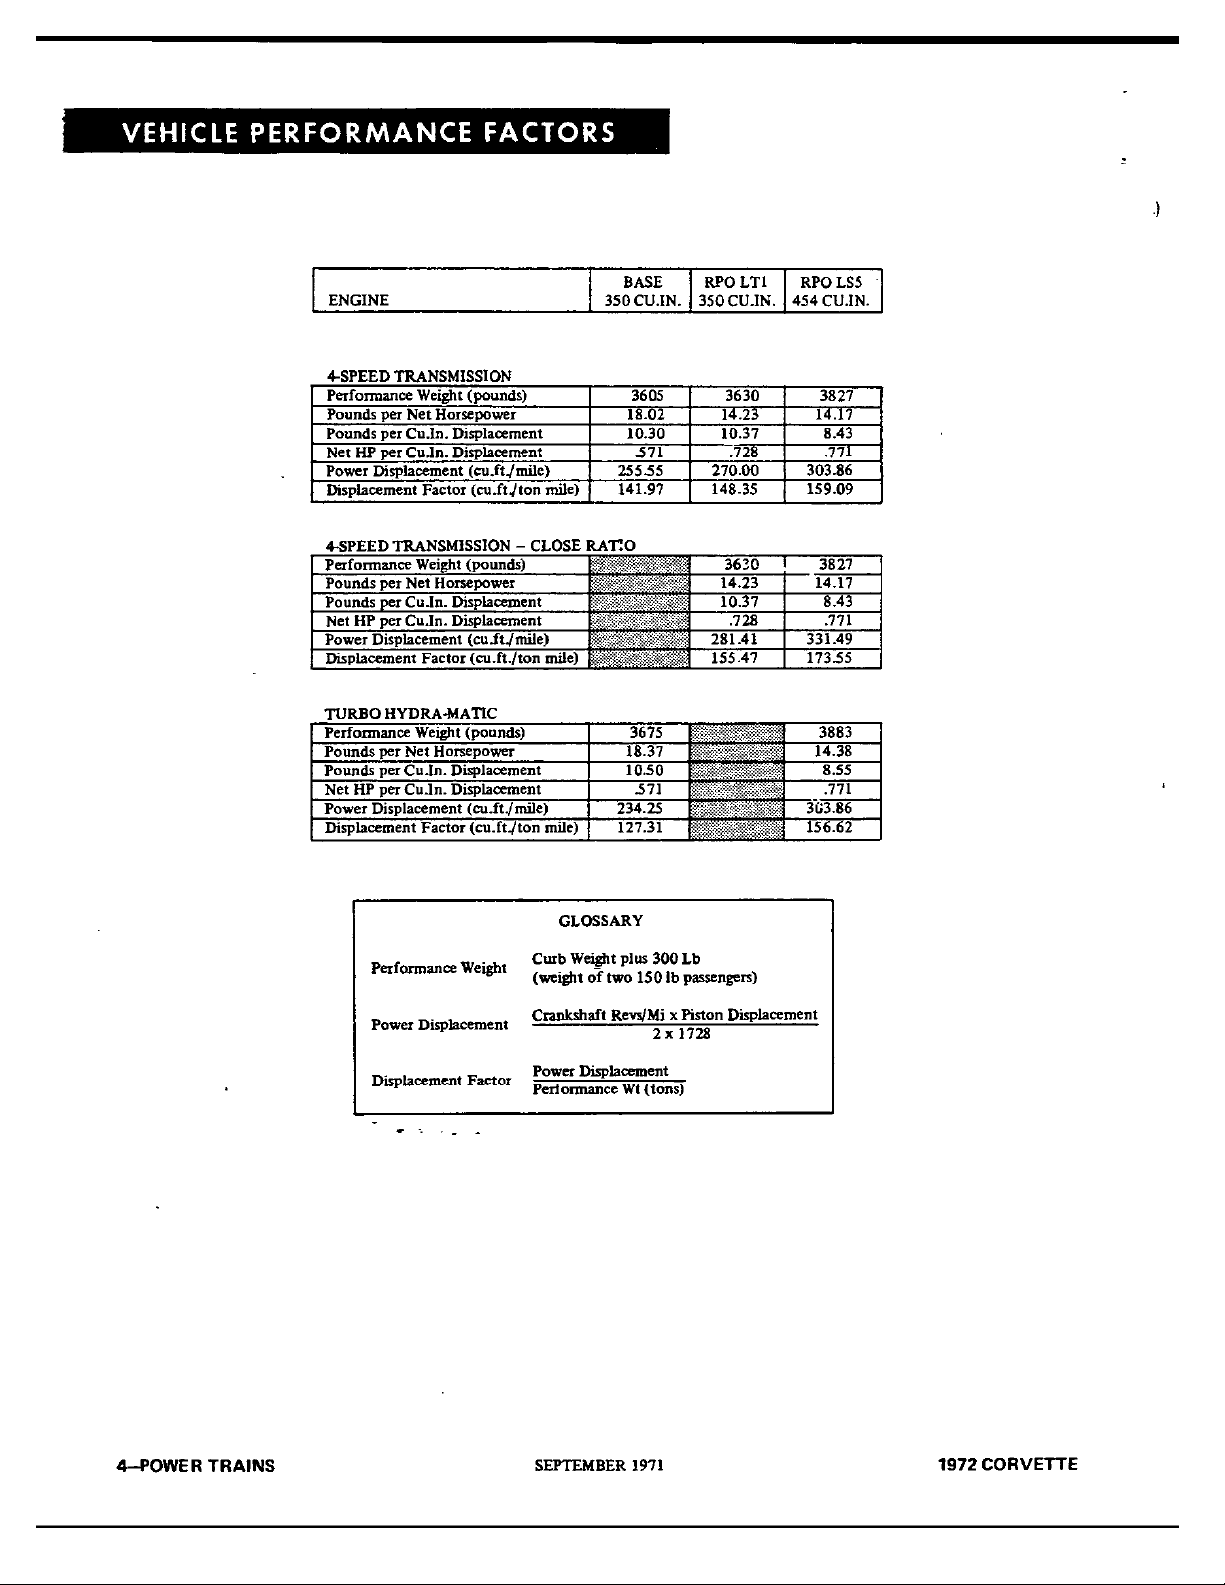 VEHICLE PERFORMANCE FACTORS
ENGINE BASE 350 CU.IN. RPO LT1 350 CU.IN. RPO LS5 454 CU.IN.
4-SPEED TRANSMISSION
Performance Weight (pounds) 3605 3630 3827
Pounds per Net Horsepower 18.02 14.23 14.17
Pounds per Cu.In. Displacement 10.30 10.37 8.43
Net HP per Cu.In. Displacement .571 .728 .771
Power Displacement (cu.ft./mile) 255.55 270.00 303.86
Displacement Factor (cu.ft./ton mile) 141.97 148.35 159.09
4-SPEED TRANSMISSION – CLOSE RATIO
Performance Weight (pounds) 3630 3827
Pounds per Net Horsepower 14.23 14.17
Pounds per Cu.In. Displacement 10.37 8.43
Net HP per Cu.In. Displacement .728 .771
Power Displacement (cu.ft./mile) 281.41 331.49
Displacement Factor (cu.ft./ton mile) 155.47 173.55
TURBO HYDRA-MATIC
Performance Weight (pounds) 3675 3883
Pounds per Net Horsepower 18.37 14.38
Pounds per Cu.In. Displacement 10.50 8.55
Net HP per Cu.In. Displacement .571 .771
Power Displacement (cu.ft./mile) 234.25 303.86
Displacement Factor (cu.ft./ton mile) 127.31 156.62
GLOSSARY
Performance Weight Curb Weight plus 300 Lb
(weight of two 150 lb passengers)
Power Displacement Crankshaft Revs/Mi x Piston Displacement
2 x 1728
Displacement Factor Power Displacement
Performance Wt (tons)
4—POWER TRAINS SEPTEMBER 1971 1972 CORVETTE